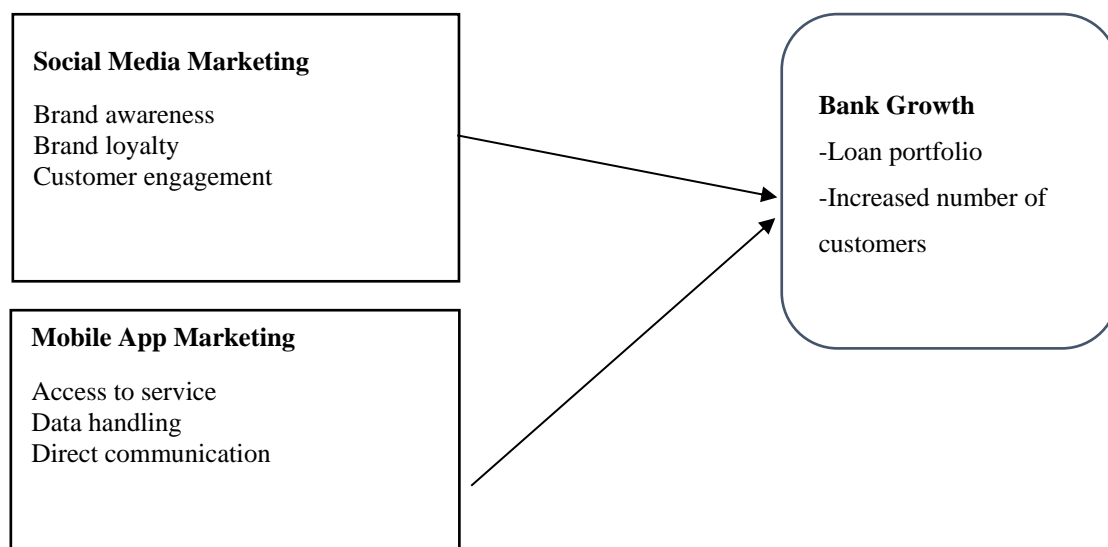 Social Media Marketing
Brand awareness
Brand loyalty
Customer engagement
Mobile App Marketing
Access to service
Data handling
Direct communication
Bank Growth
-Loan portfolio
-Increased number of
customers